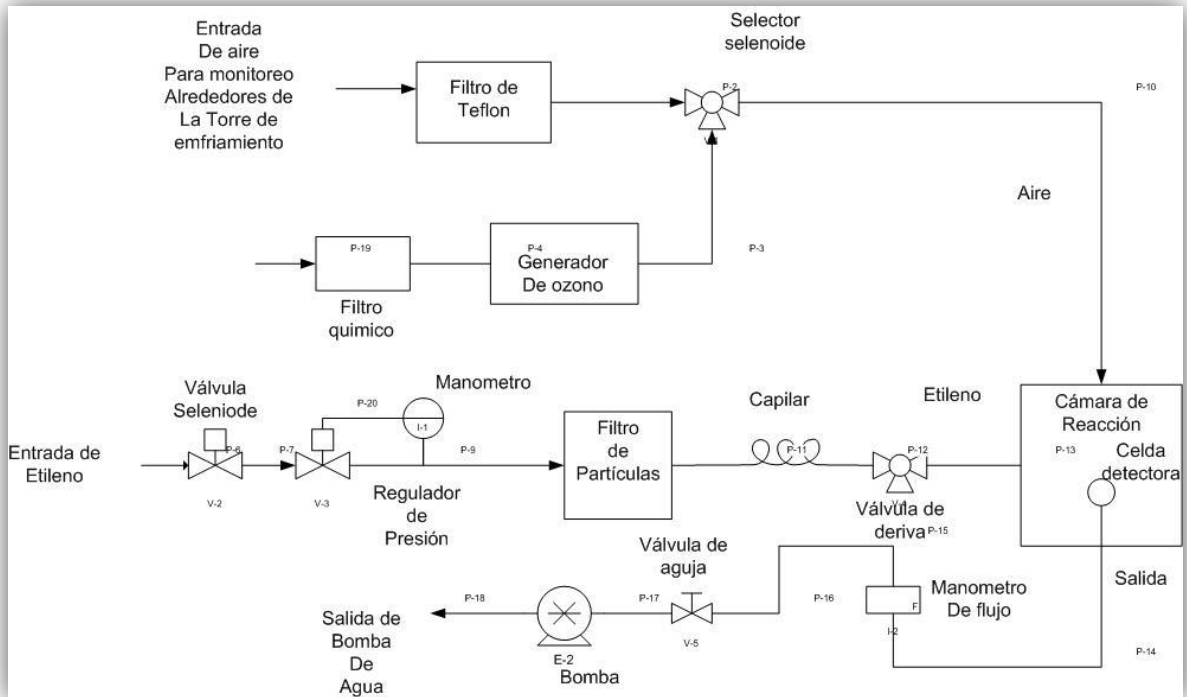 Entrada
De aire
Para monitoreo
Alrededores de
La Torre de
emfriamiento
Filtro de
Teflon
Selector
selenoide
P-2
P-10
Aire
P-19
Filtro
quimico
P-4
Generador
De ozono
P-3
Válvula
Seleniode
Manometro
P-20
I-1
Entrada de
Etileno
P-6
P-7
P-9
V-2
V-3
Regulador
de
Presión
Filtro
de
Partículas
Capilar
P-11
Etileno
P-12
Válvula de
deriva
P-15
Cámara de
Reacción
P-13
Celda
detectora
Salida de
Bomba
De
Agua
P-18
E-2
Bomba
P-17
Válvula de
aguja
V-5
P-16
F
I-2
Manometro
De flujo
Salida
P-14